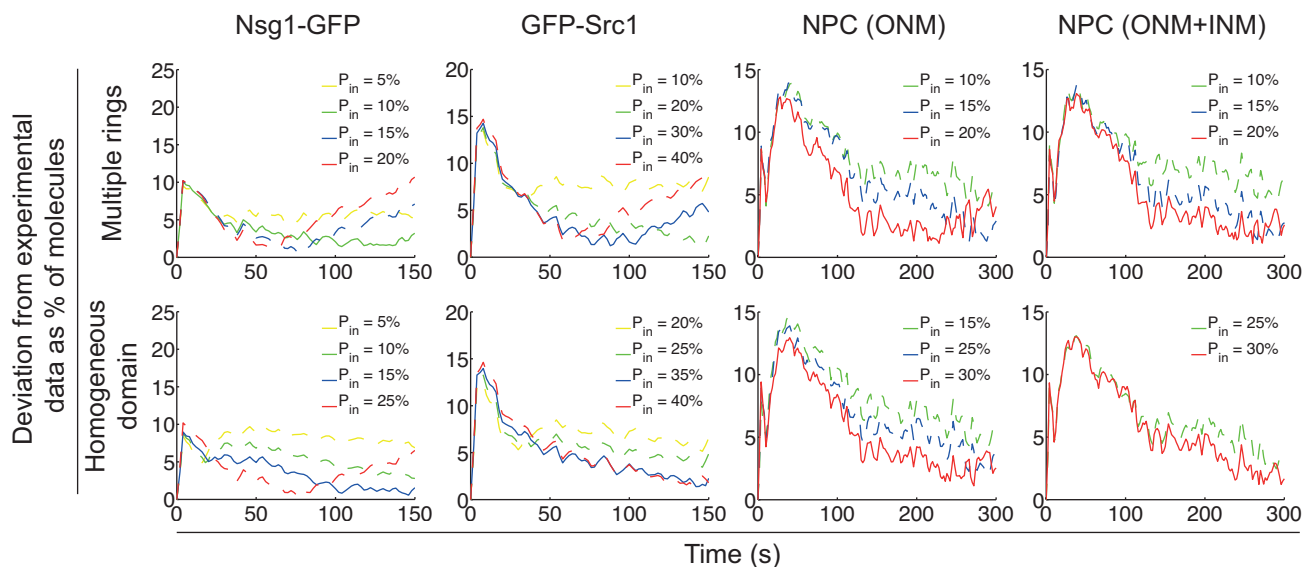 Nsg1-GFP
GFP-Src1
NPC (ONM)
NPC (ONM+INM)
Deviation from experimental
data as % of molecules
Multiple rings
25
20
15
10
5
0
0 50 100 150
P_in = 5%
P_in = 10%
P_in = 15%
P_in = 20%
20
15
10
5
0
0 50 100 150
P_in = 10%
P_in = 20%
P_in = 30%
P_in = 40%
15
10
5
0
0 100 200 300
P_in = 10%
P_in = 15%
P_in = 20%
15
10
5
0
0 100 200 300
P_in = 10%
P_in = 15%
P_in = 20%
Homogeneous
domain
25
20
15
10
5
0
0 50 100 150
P_in = 5%
P_in = 10%
P_in = 15%
P_in = 25%
20
15
10
5
0
0 50 100 150
P_in = 20%
P_in = 25%
P_in = 35%
P_in = 40%
15
10
5
0
0 100 200 300
P_in = 15%
P_in = 25%
P_in = 30%
15
10
5
0
0 100 200 300
P_in = 25%
P_in = 30%
Time (s)